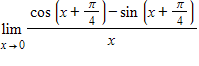 lim x→0 (cos (x + π/4) − sin (x + π/4)) / x